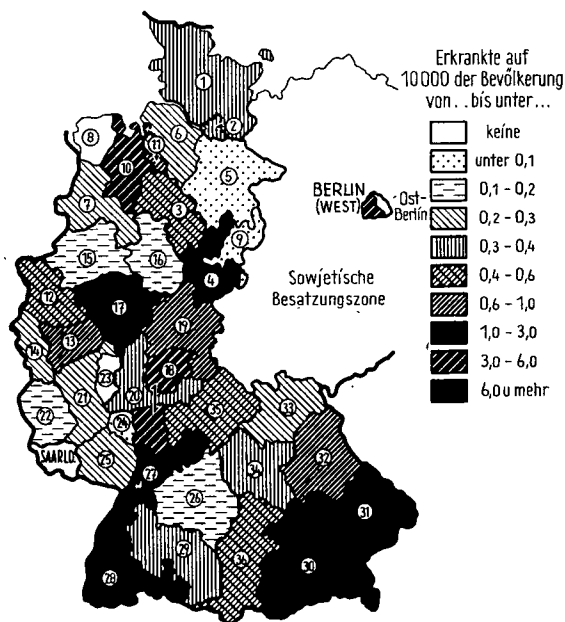 Erkrankte auf
10 000 der Bevölkerung
von . . bis unter ...
keine
unter 0,1
0,1 - 0,2
0,2 - 0,3
0,3 - 0,4
0,4 - 0,6
0,6 - 1,0
1,0 - 3,0
3,0 - 6,0
6,0 u mehr
BERLIN
(WEST)
Ost-
Berlin
Sowjetische
Besatzungszone
SAARLD.
1
2
6
8
11
10
5
7
3
9
15
16
4
12
17
13
19
14
18
23
20
21
22
24
35
33
25
27
32
34
26
31
29
34
30
28